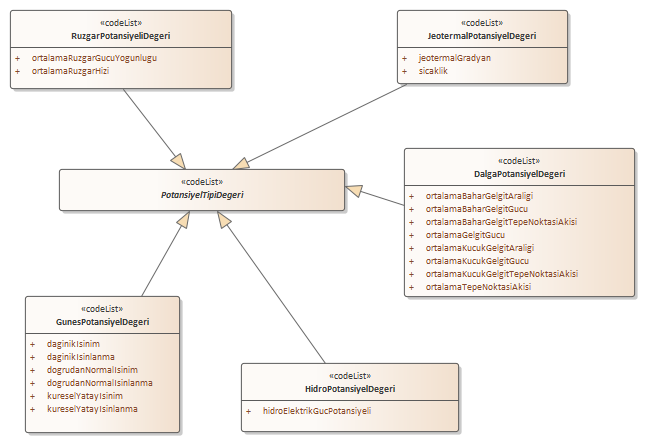 «codeList»
RuzgarPotansiyeliDegeri
+ ortalamaRuzgarGucuYogunlugu
+ ortalamaRuzgarHizi
«codeList»
JeotermalPotansiyelDegeri
+ jeotermalGradyan
+ sicaklik
«codeList»
PotansiyelTipiDegeri
«codeList»
DalgaPotansiyelDegeri
+ ortalamaBaharGelgitAraligi
+ ortalamaBaharGelgitGucu
+ ortalamaBaharGelgitTepeNoktasiAkisi
+ ortalamaGelgitGucu
+ ortalamaKucukGelgitAraligi
+ ortalamaKucukGelgitGucu
+ ortalamaKucukGelgitTepeNoktasiAkisi
+ ortalamaTepeNoktasiAkisi
«codeList»
GunesPotansiyelDegeri
+ daginikIsinim
+ daginikIsinlanma
+ dogrudanNormalIsinim
+ dogrudanNormalIsinlanma
+ kureselYatayIsinim
+ kureselYatayIsinlanma
«codeList»
HidroPotansiyelDegeri
+ hidroElektrikGucPotansiyeli